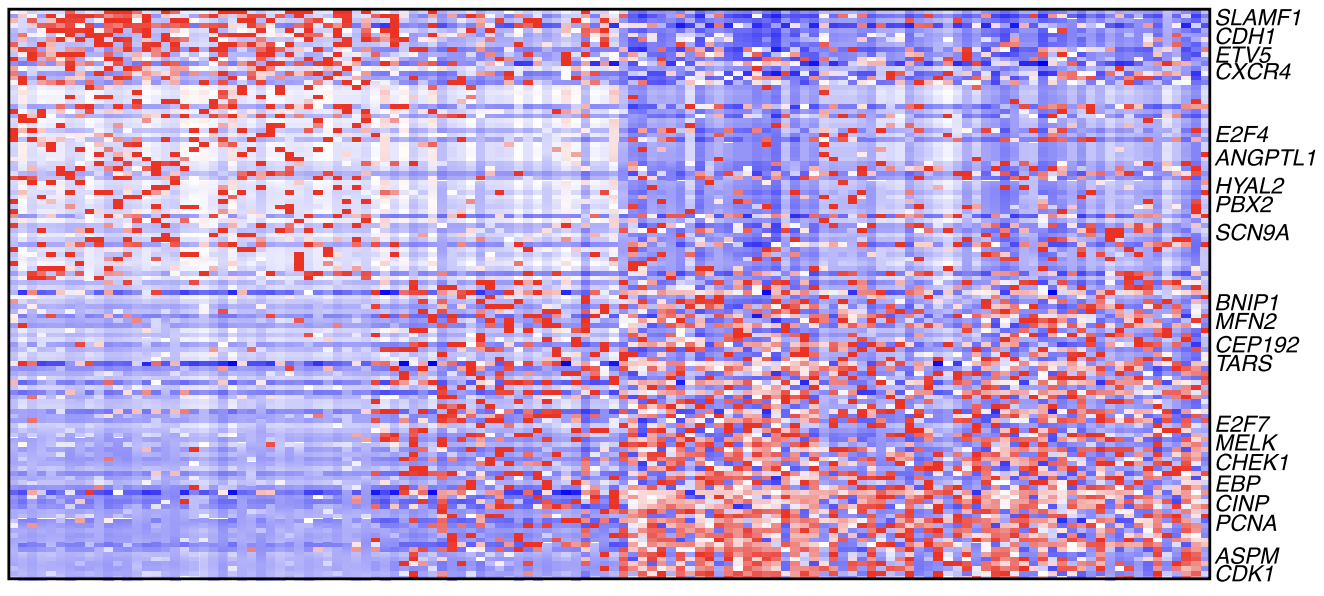 SLAMF1
CDH1
ETV5
CXCR4
E2F4
ANGPTL1
HYAL2
PBX2
SCN9A
BNIP1
MFN2
CEP192
TARS
E2F7
MELK
CHEK1
EBP
CINP
PCNA
ASPM
CDK1